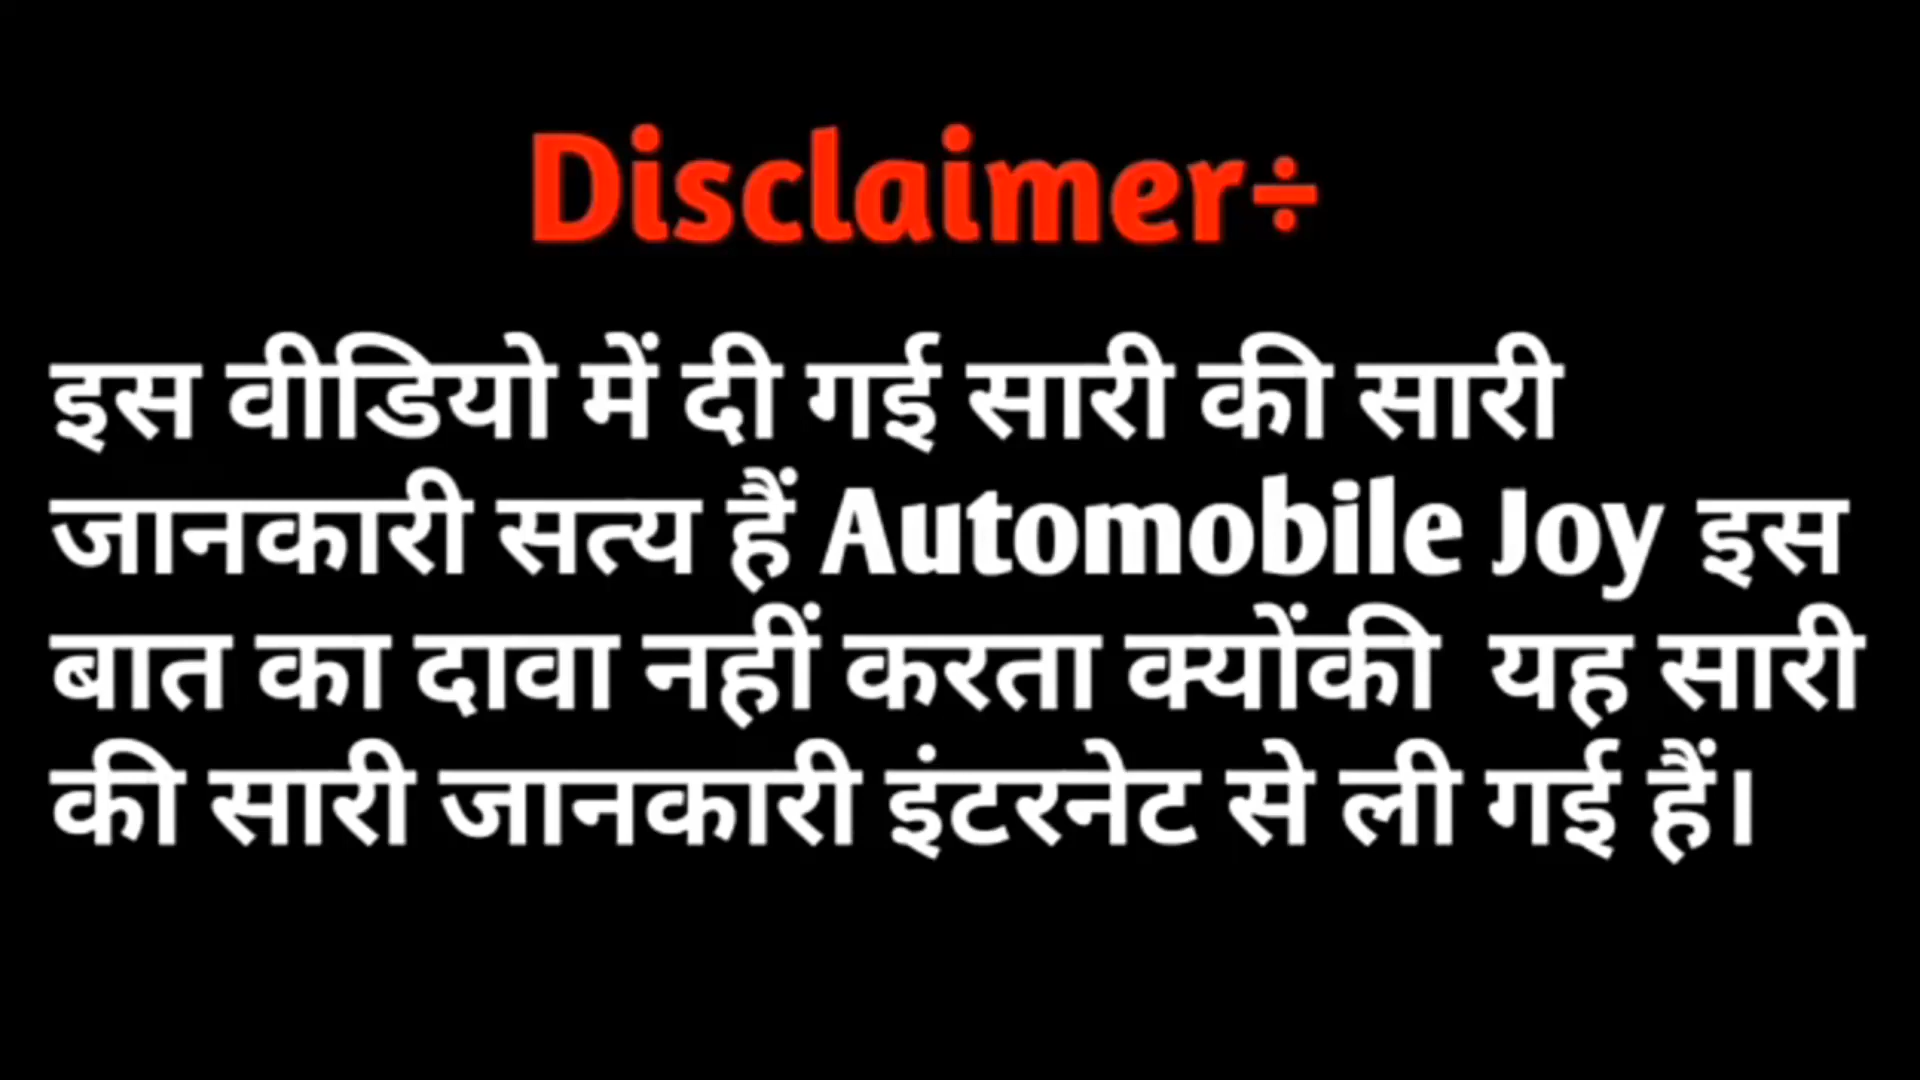 Disclaimer÷
इस वीडियो में दी गई सारी की सारी
जानकारी सत्य हैं Automobile Joy इस
बात का दावा नहीं करता क्योंकी यह सारी
की सारी जानकारी इंटरनेट से ली गई हैं।